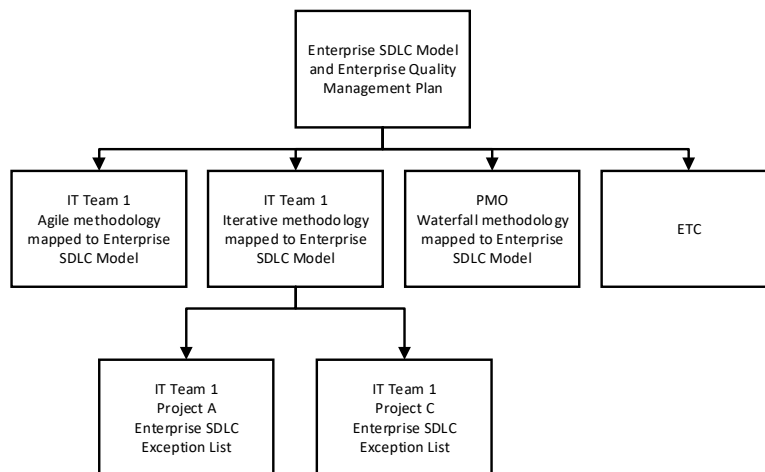 Enterprise SDLC Model
and Enterprise Quality
Management Plan
IT Team 1
Agile methodology
mapped to Enterprise
SDLC Model
IT Team 1
Iterative methodology
mapped to Enterprise
SDLC Model
PMO
Waterfall methodology
mapped to Enterprise
SDLC Model
ETC
IT Team 1
Project A
Enterprise SDLC
Exception List
IT Team 1
Project C
Enterprise SDLC
Exception List